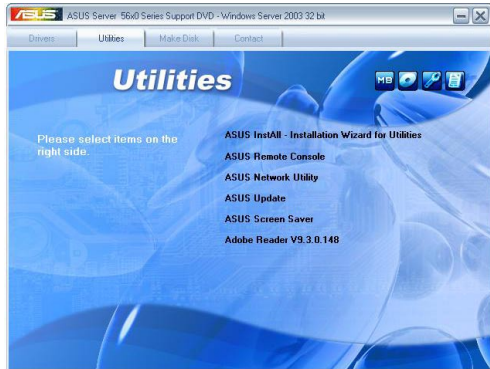 ASUS ASUS Server 56x0 Series Support DVD - Windows Server 2003 32 bit
Drivers Utilities Make Disk Contact
Utilities
MB
Please select items on the
right side.
ASUS InstAll - Installation Wizard for Utilities
ASUS Remote Console
ASUS Network Utility
ASUS Update
ASUS Screen Saver
Adobe Reader V9.3.0.148